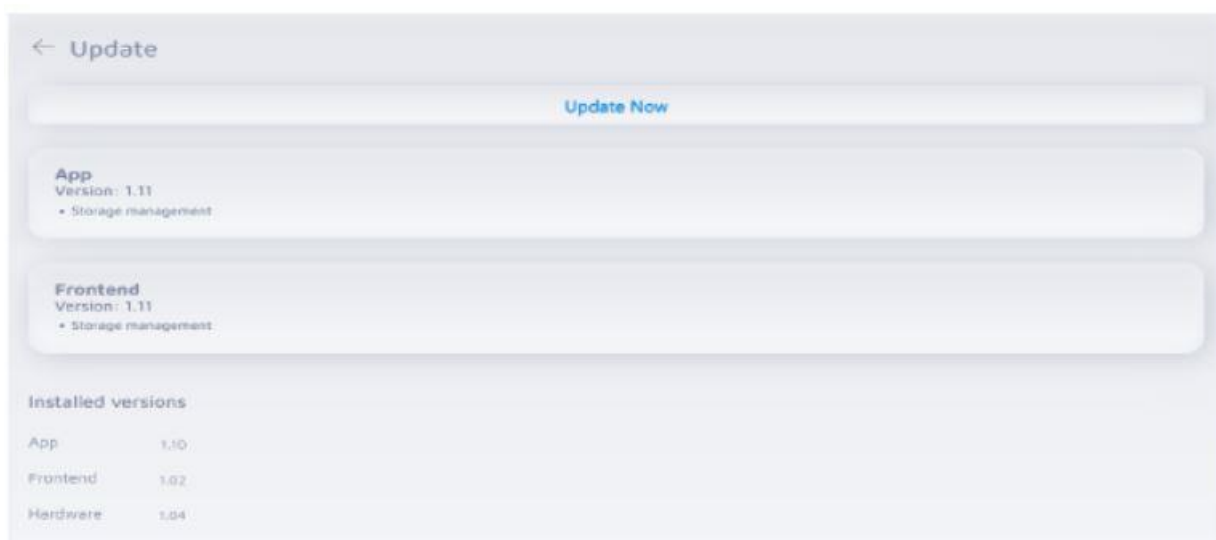 ← Update
Update Now
App
Version: 1.11
• Storage management
Frontend
Version: 1.11
• Storage management
Installed versions
App 1.10
Frontend 1.02
Hardware 1.04